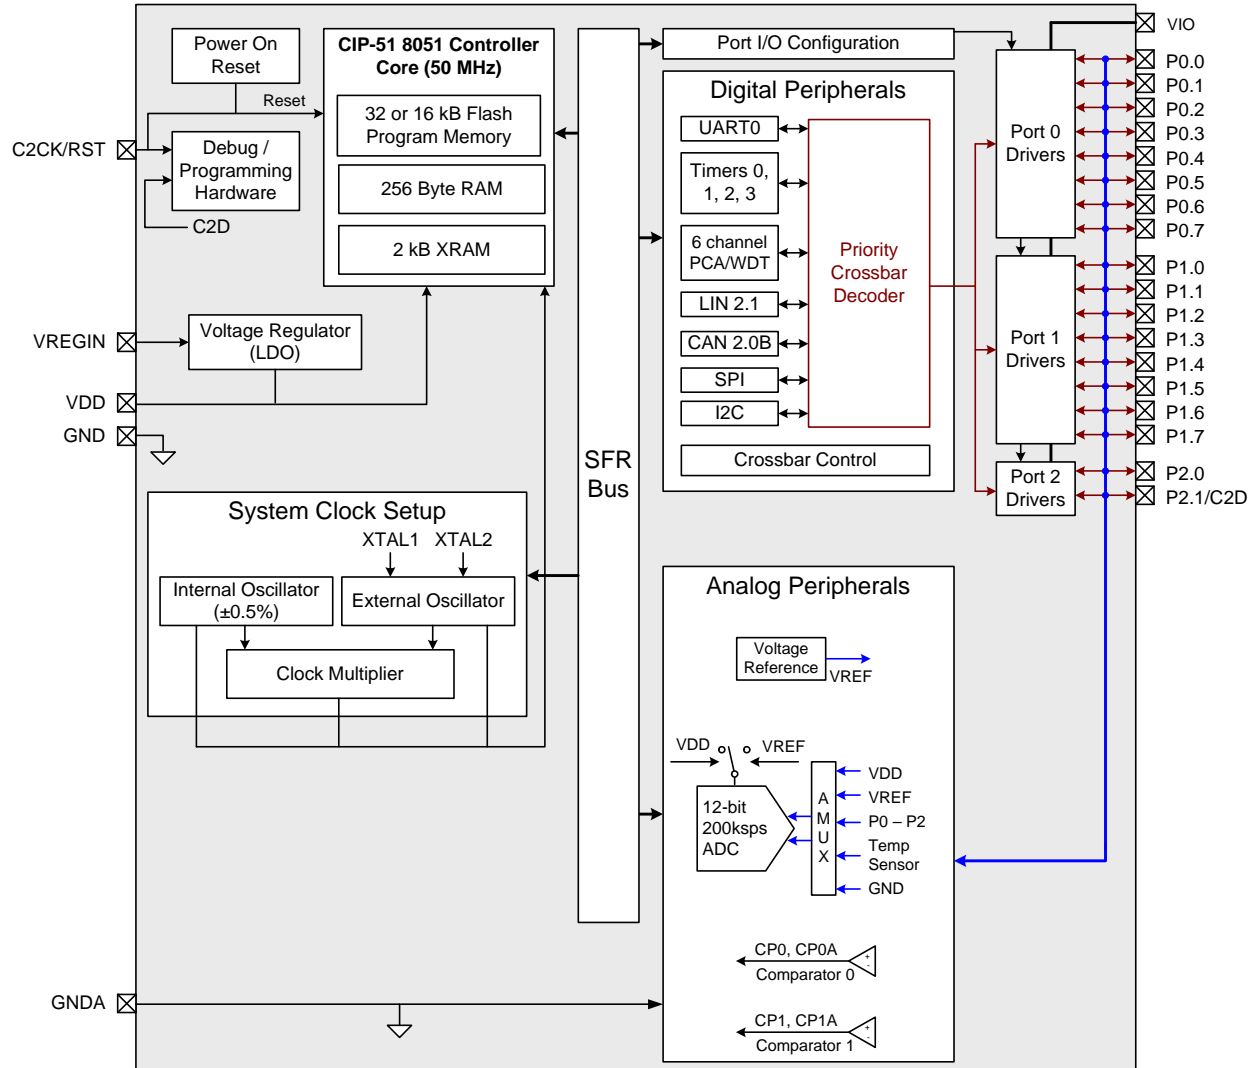 Power On
Reset
Reset
C2CK/RST
Debug /
Programming
Hardware
C2D
CIP-51 8051 Controller
Core (50 MHz)
32 or 16 kB Flash
Program Memory
256 Byte RAM
2 kB XRAM
VREGIN
Voltage Regulator
(LDO)
VDD
GND
System Clock Setup
XTAL1
XTAL2
Internal Oscillator
(±0.5%)
External Oscillator
Clock Multiplier
GNDA
SFR
Bus
Port I/O Configuration
Digital Peripherals
UART0
Timers 0,
1, 2, 3
6 channel
PCA/WDT
LIN 2.1
CAN 2.0B
SPI
I2C
Priority
Crossbar
Decoder
Crossbar Control
Port 0
Drivers
Port 1
Drivers
Port 2
Drivers
VIO
P0.0
P0.1
P0.2
P0.3
P0.4
P0.5
P0.6
P0.7
P1.0
P1.1
P1.2
P1.3
P1.4
P1.5
P1.6
P1.7
P2.0
P2.1/C2D
Analog Peripherals
Voltage
Reference
VREF
VDD
VREF
12-bit
200ksps
ADC
A
M
U
X
VDD
VREF
P0 – P2
Temp
Sensor
GND
CP0, CP0A
Comparator 0
+
-
CP1, CP1A
Comparator 1
+
-